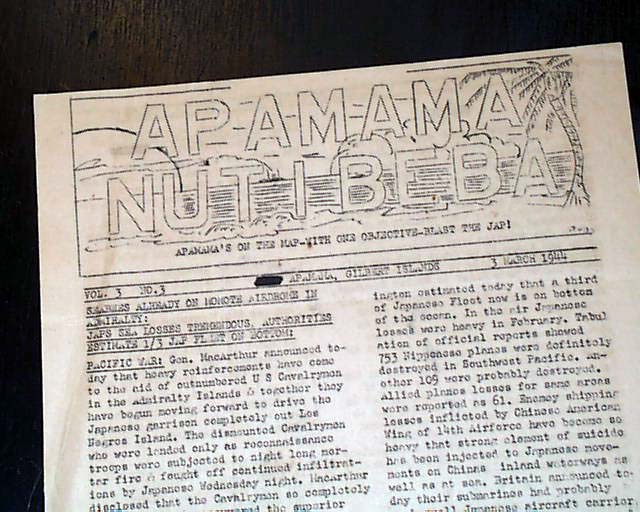 APAMAMA
NUTIBEBA
APAMAMA'S ON THE MAP-WITH ONE OBJECTIVE-BLAST THE JAP!
VOL. 3 NO.3
APAMAMA, GILBERT ISLANDS
3 MARCH 1944
SEABEES ALREADY ON MOMOTE AIRDROME IN
ADMIRALTY:
JAPS SEA LOSSES TREMENDOUS, AUTHORITIES
ESTIMATE 1/3 JAP FLEET ON BOTTOM:
PACIFIC WAR: Gen. MacArthur announced to-
day that heavy reinforcements have come
to the aid of outnumbered U S Cavalrymen
in the Admiralty Islands & together they
have begun moving forward to drive the
Japanese garrison completely out Los
Negros Island. The dismounted Cavalrymen
who were landed only as reconnaissance
troops were subjected to night long mor-
tar fire & fought off continued infiltrat-
ions by Japanese Wednesday night. MacArthur
disclosed that the Cavalrymen so completely
the superior
ington estimated today that a third
of Japanese Fleet now is on bottom
of the ocean. In the air Japanese
losses were heavy in February. Tabul
ation of official reports showed
753 Nipponese planes were definitely
destroyed in Southwest Pacific. An-
other 109 were probably destroyed.
Allied planes losses for same areas
were reported as 61. Enemey shipping
losses inflicted by Chinese American
Wing of 14th Airforce have become so
heavy that strong element of suicide
has been injected to Japanese move-
ments on Chinas inland waterways as
well as at sea. Britain announced to-
day their submarines had probably
Japanese aircraft carrier